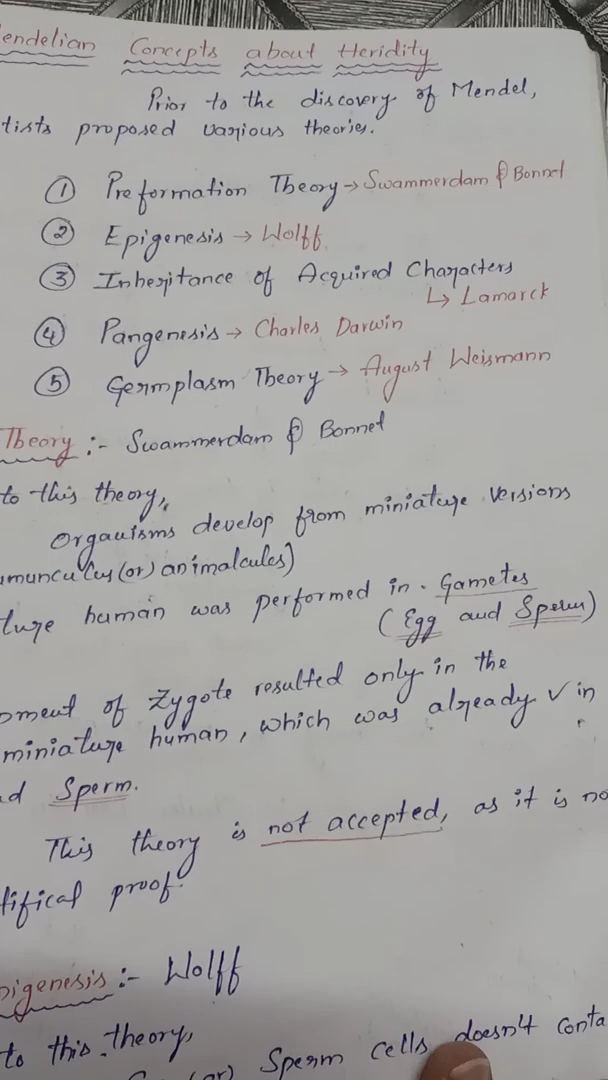 endelian Concepts about Heridity
Prior to the discovery of Mendel,
tists proposed various theories.
① Preformation Theory → Swammerdam & Bonnet
② Epigenesis → Wolff
③ Inheritance of Acquired Characters
↳ Lamarck
④ Pangenesis → Charles Darwin
⑤ Germplasm Theory → August Weismann
Theory :- Swammerdam & Bonnet
to this theory,
Organisms develop from miniature versions
omunculus (or) animalcules)
ture human was performed in. Gametes
(Egg and Sperm)
pment of Zygote resulted only in the
miniature human, which was already ✓ in
nd Sperm.
This theory is not accepted, as it is no
tifical proof.
pigenesis :- Wolff
to this theory,
(or) Sperm cells doesn't conta